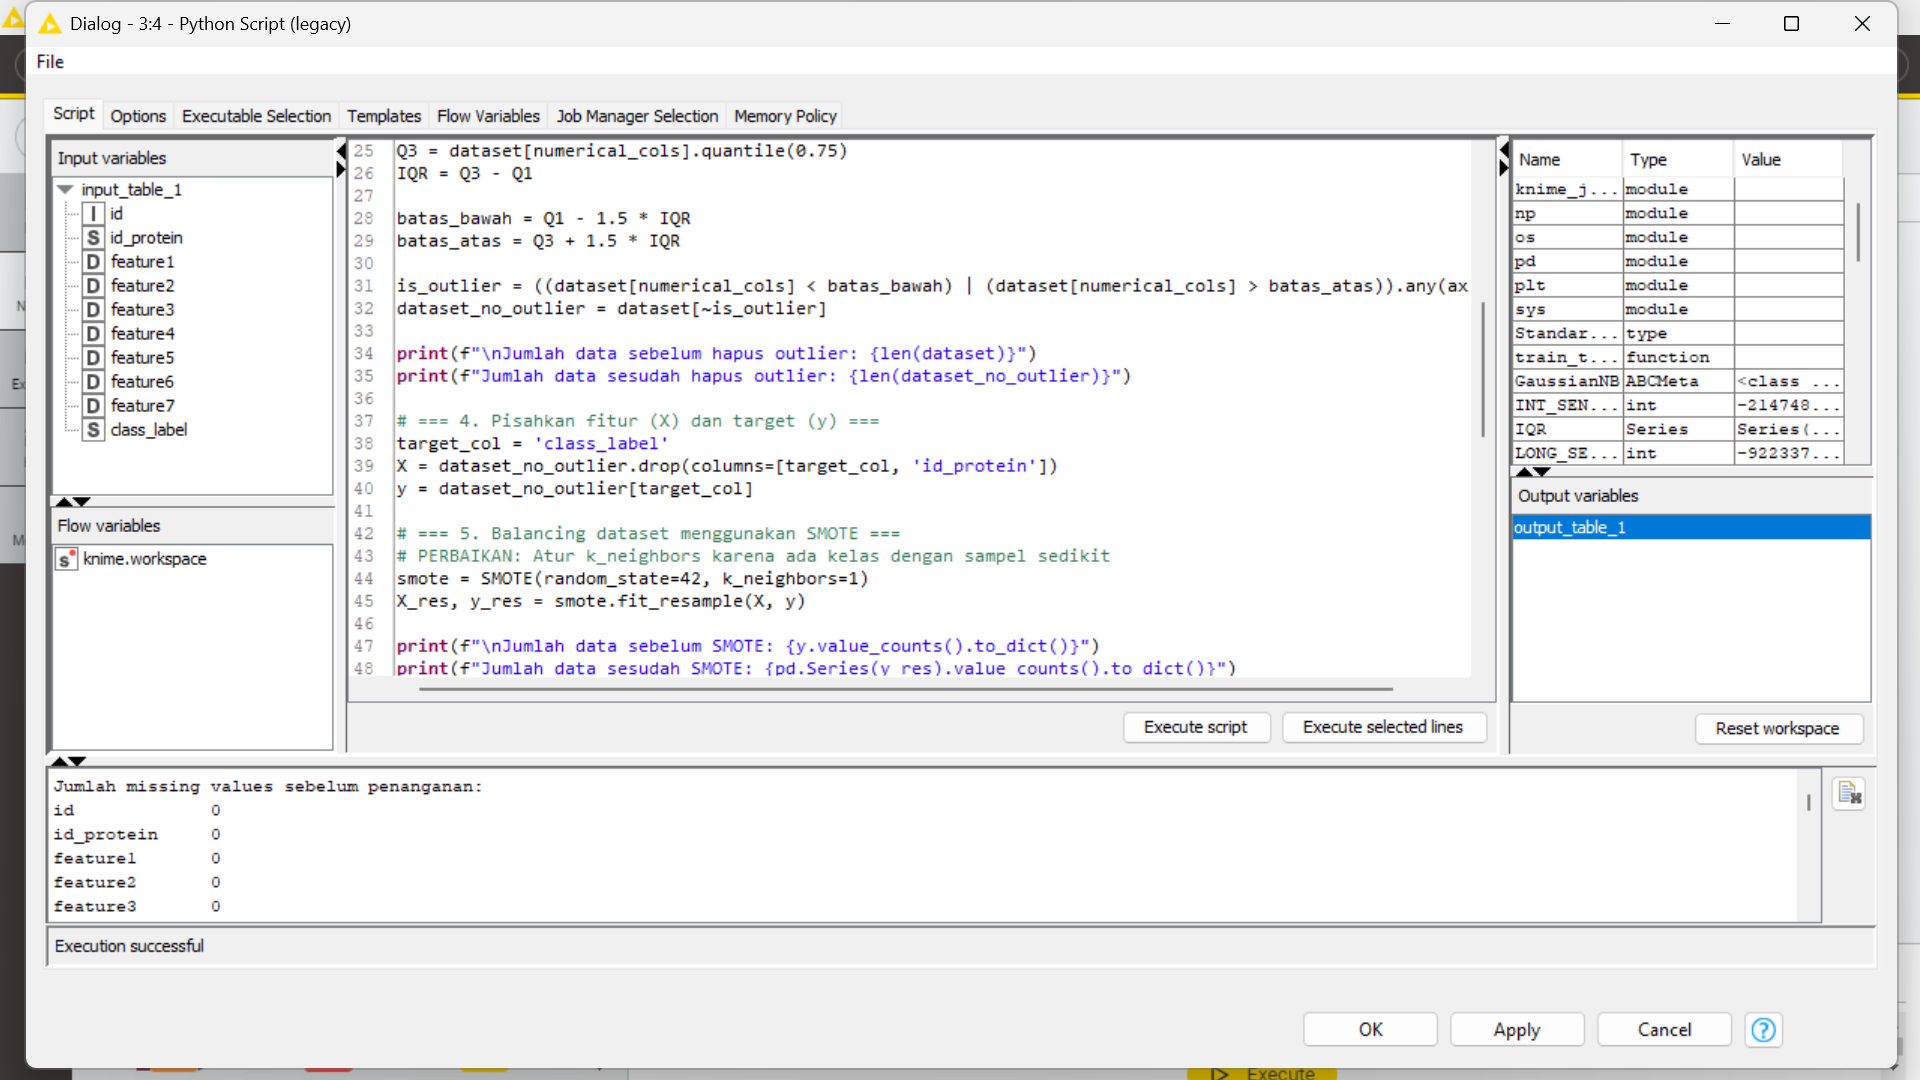 Dialog - 3:4 - Python Script (legacy)
File
Script
Options
Executable Selection
Templates
Flow Variables
Job Manager Selection
Memory Policy
Input variables
input_table_1
I id
S id_protein
D feature1
D feature2
D feature3
D feature4
D feature5
D feature6
D feature7
S class_label
Flow variables
s knime.workspace
25 Q3 = dataset[numerical_cols].quantile(0.75)
26 IQR = Q3 - Q1
27
28 batas_bawah = Q1 - 1.5 * IQR
29 batas_atas = Q3 + 1.5 * IQR
30
31 is_outlier = ((dataset[numerical_cols] < batas_bawah) | (dataset[numerical_cols] > batas_atas)).any(ax
32 dataset_no_outlier = dataset[~is_outlier]
33
34 print(f"\nJumlah data sebelum hapus outlier: {len(dataset)}")
35 print(f"Jumlah data sesudah hapus outlier: {len(dataset_no_outlier)}")
36
37 # === 4. Pisahkan fitur (X) dan target (y) ===
38 target_col = 'class_label'
39 X = dataset_no_outlier.drop(columns=[target_col, 'id_protein'])
40 y = dataset_no_outlier[target_col]
41
42 # === 5. Balancing dataset menggunakan SMOTE ===
43 # PERBAIKAN: Atur k_neighbors karena ada kelas dengan sampel sedikit
44 smote = SMOTE(random_state=42, k_neighbors=1)
45 X_res, y_res = smote.fit_resample(X, y)
46
47 print(f"\nJumlah data sebelum SMOTE: {y.value_counts().to_dict()}")
48 print(f"Jumlah data sesudah SMOTE: {pd.Series(y_res).value_counts().to_dict()}")
Execute script
Execute selected lines
Name Type Value
knime_j... module
np module
os module
pd module
plt module
sys module
Standar... type
train_t... function
GaussianNB ABCMeta <class ...
INT_SEN... int -214748...
IQR Series Series(...
LONG_SE... int -922337...
Output variables
output_table_1
Reset workspace
Jumlah missing values sebelum penanganan:
id 0
id_protein 0
feature1 0
feature2 0
feature3 0
Execution successful
OK
Apply
Cancel
?
Execute